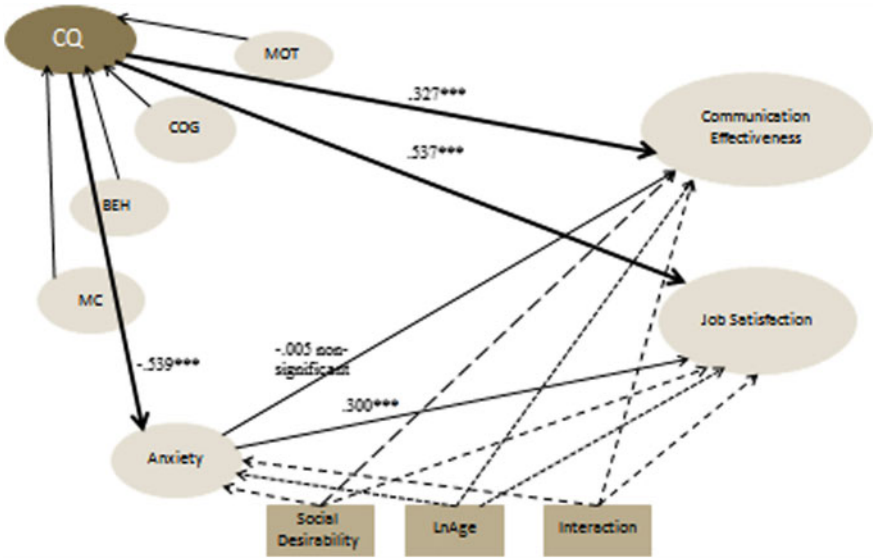 CQ
MOT
.327***
COG
Communication
Effectiveness
.537***
BEH
MC
Job Satisfaction
-.539***
-.005 non-
significant
.300***
Anxiety
Social
Desirability
LnAge
Interaction